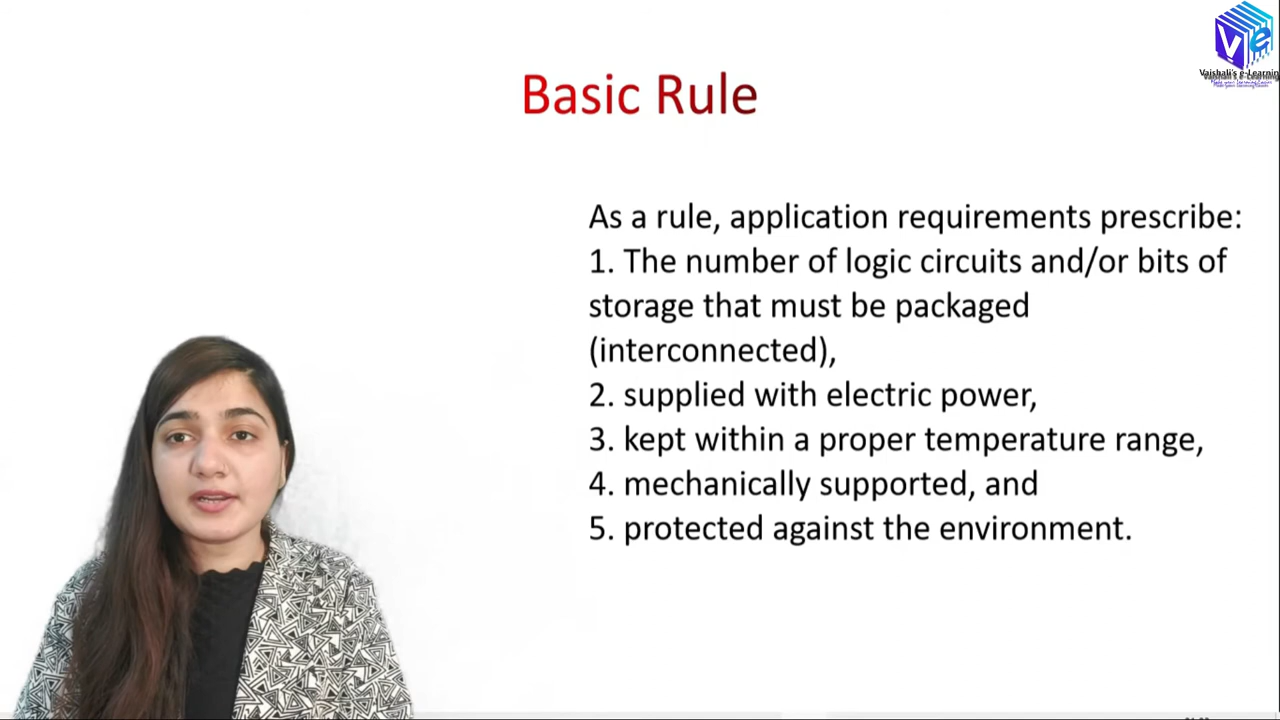 Vaishali's e-Learning
Basic Rule
As a rule, application requirements prescribe:
1. The number of logic circuits and/or bits of
storage that must be packaged
(interconnected),
2. supplied with electric power,
3. kept within a proper temperature range,
4. mechanically supported, and
5. protected against the environment.